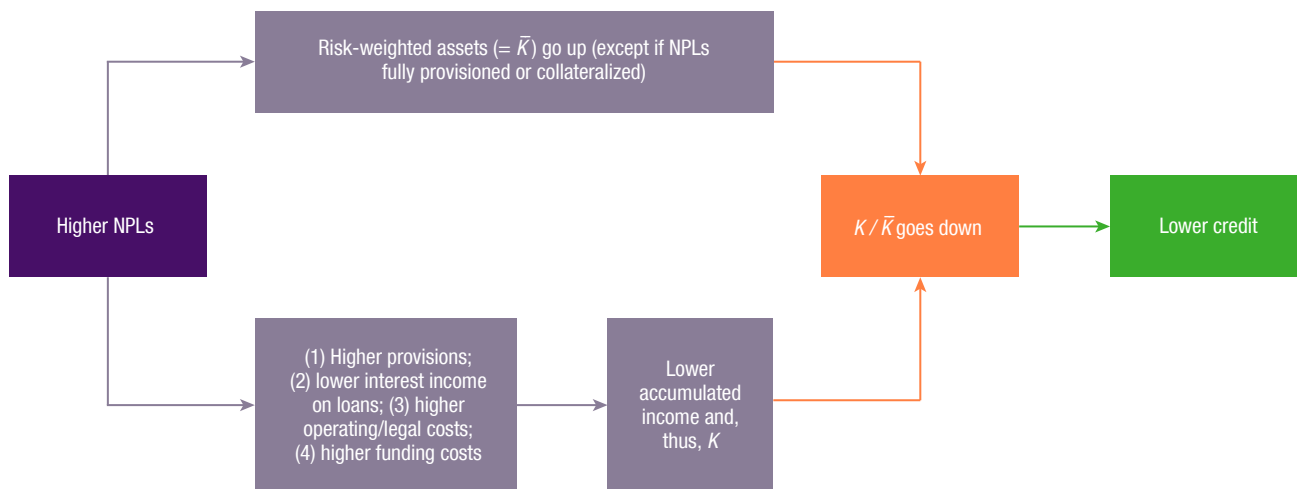 Risk-weighted assets (= K̅) go up (except if NPLs
fully provisioned or collateralized)
Higher NPLs
K / K̅ goes down
Lower credit
(1) Higher provisions;
(2) lower interest income
on loans; (3) higher
operating/legal costs;
(4) higher funding costs
Lower
accumulated
income and,
thus, K